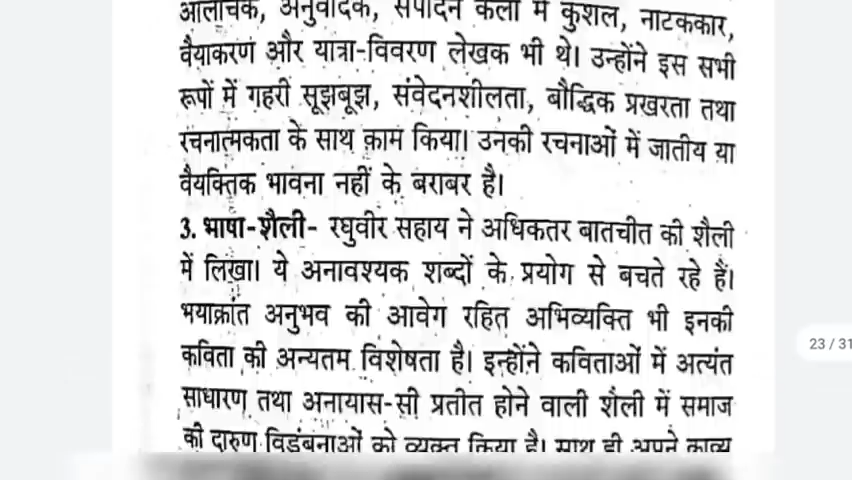 आलोचक, अनुवादक, संपादन कला में कुशल, नाटककार,
वैयाकरण और यात्रा-विवरण लेखक भी थे। उन्होंने इस सभी
रूपों में गहरी सूझबूझ, संवेदनशीलता, बौद्धिक प्रखरता तथा
रचनात्मकता के साथ काम किया। उनकी रचनाओं में जातीय या
वैयक्तिक भावना नहीं के बराबर है।
3. भाषा-शैली- रघुवीर सहाय ने अधिकतर बातचीत की शैली
में लिखा। ये अनावश्यक शब्दों के प्रयोग से बचते रहे हैं।
भयाक्रांत अनुभव की आवेग रहित अभिव्यक्ति भी इनकी
कविता की अन्यतम विशेषता है। इन्होंने कविताओं में अत्यंत
साधारण तथा अनायास-सी प्रतीत होने वाली शैली में समाज
की दारुण विडंबनाओं को व्यक्त किया है। साथ ही अपने काव्य
23 / 31